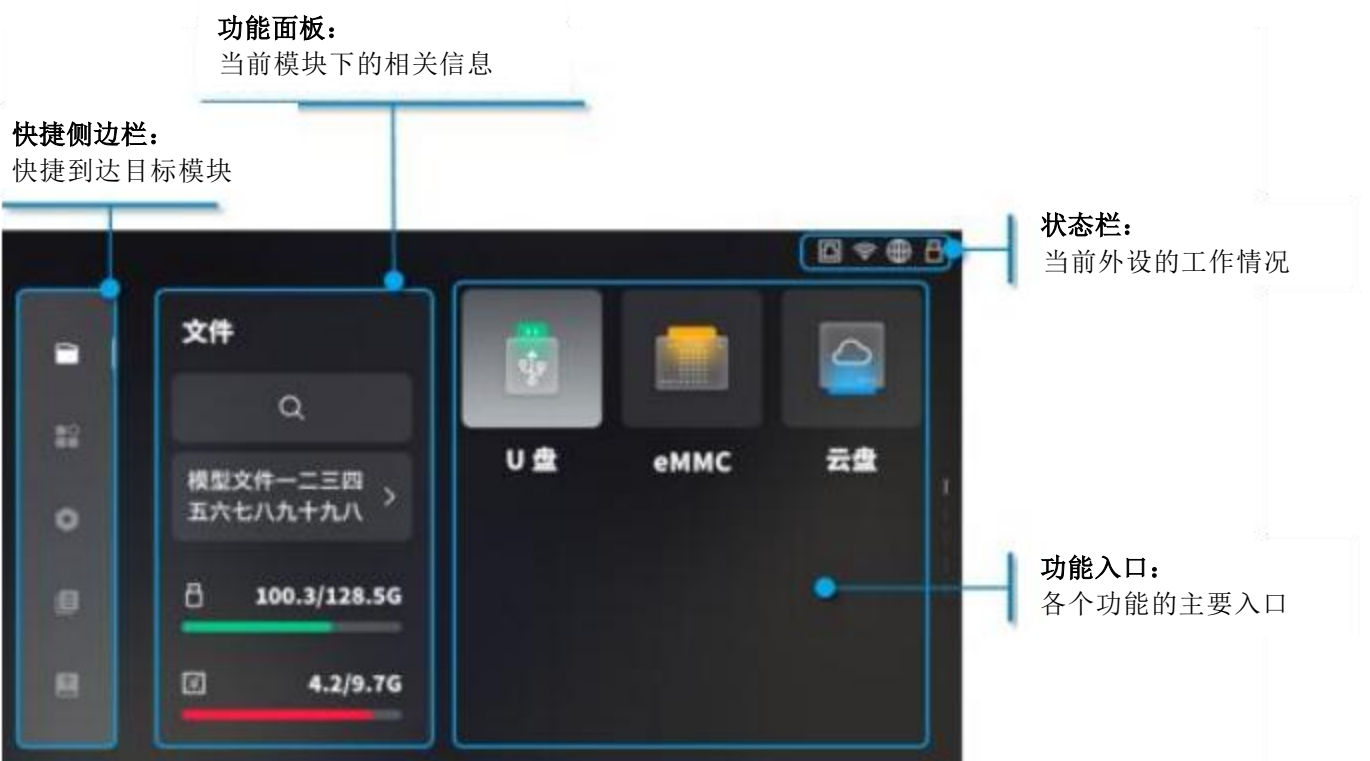 功能面板：
当前模块下的相关信息
快捷侧边栏：
快捷到达目标模块
状态栏：
当前外设的工作情况
文件
模型文件一二三四
五六七八九十九八
100.3/128.5G
4.2/9.7G
U 盘
eMMC
云盘
功能入口：
各个功能的主要入口